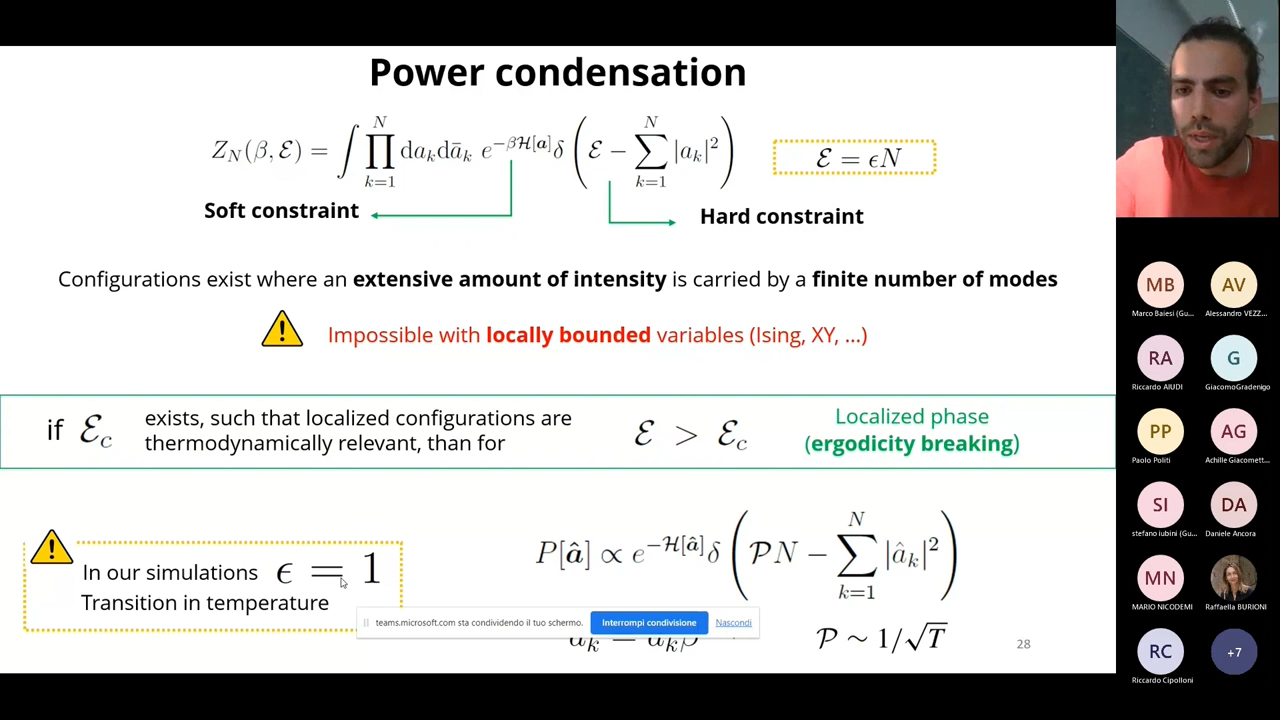 Power condensation
Z_N(β, ℰ) = ∫ ∏_{k=1}^{N} da_k dā_k e^{−βℋ[a]} δ(ℰ − ∑_{k=1}^{N} |a_k|²)
ℰ = ϵN
Soft constraint
Hard constraint
Configurations exist where an extensive amount of intensity is carried by a finite number of modes
Impossible with locally bounded variables (Ising, XY, ...)
if ℰ_c
exists, such that localized configurations are
thermodynamically relevant, than for
ℰ > ℰ_c
Localized phase
(ergodicity breaking)
In our simulations ϵ = 1
Transition in temperature
P[â] ∝ e^{−ℋ[â]} δ(𝒫N − ∑_{k=1}^{N} |â_k|²)
teams.microsoft.com sta condividendo il tuo schermo.
Interrompi condivisione
Nascondi
𝒫 ∼ 1/√T
28
MB
Marco Baiesi (Gu...
AV
Alessandro VEZZ...
RA
Riccardo AIUDI
G
GiacomoGradenigo
PP
Paolo Politi
AG
Achille Giacomett...
SI
stefano iubini (Gu...
DA
Daniele Ancora
MN
MARIO NICODEMI
Raffaella BURIONI
RC
Riccardo Cipolloni
+7